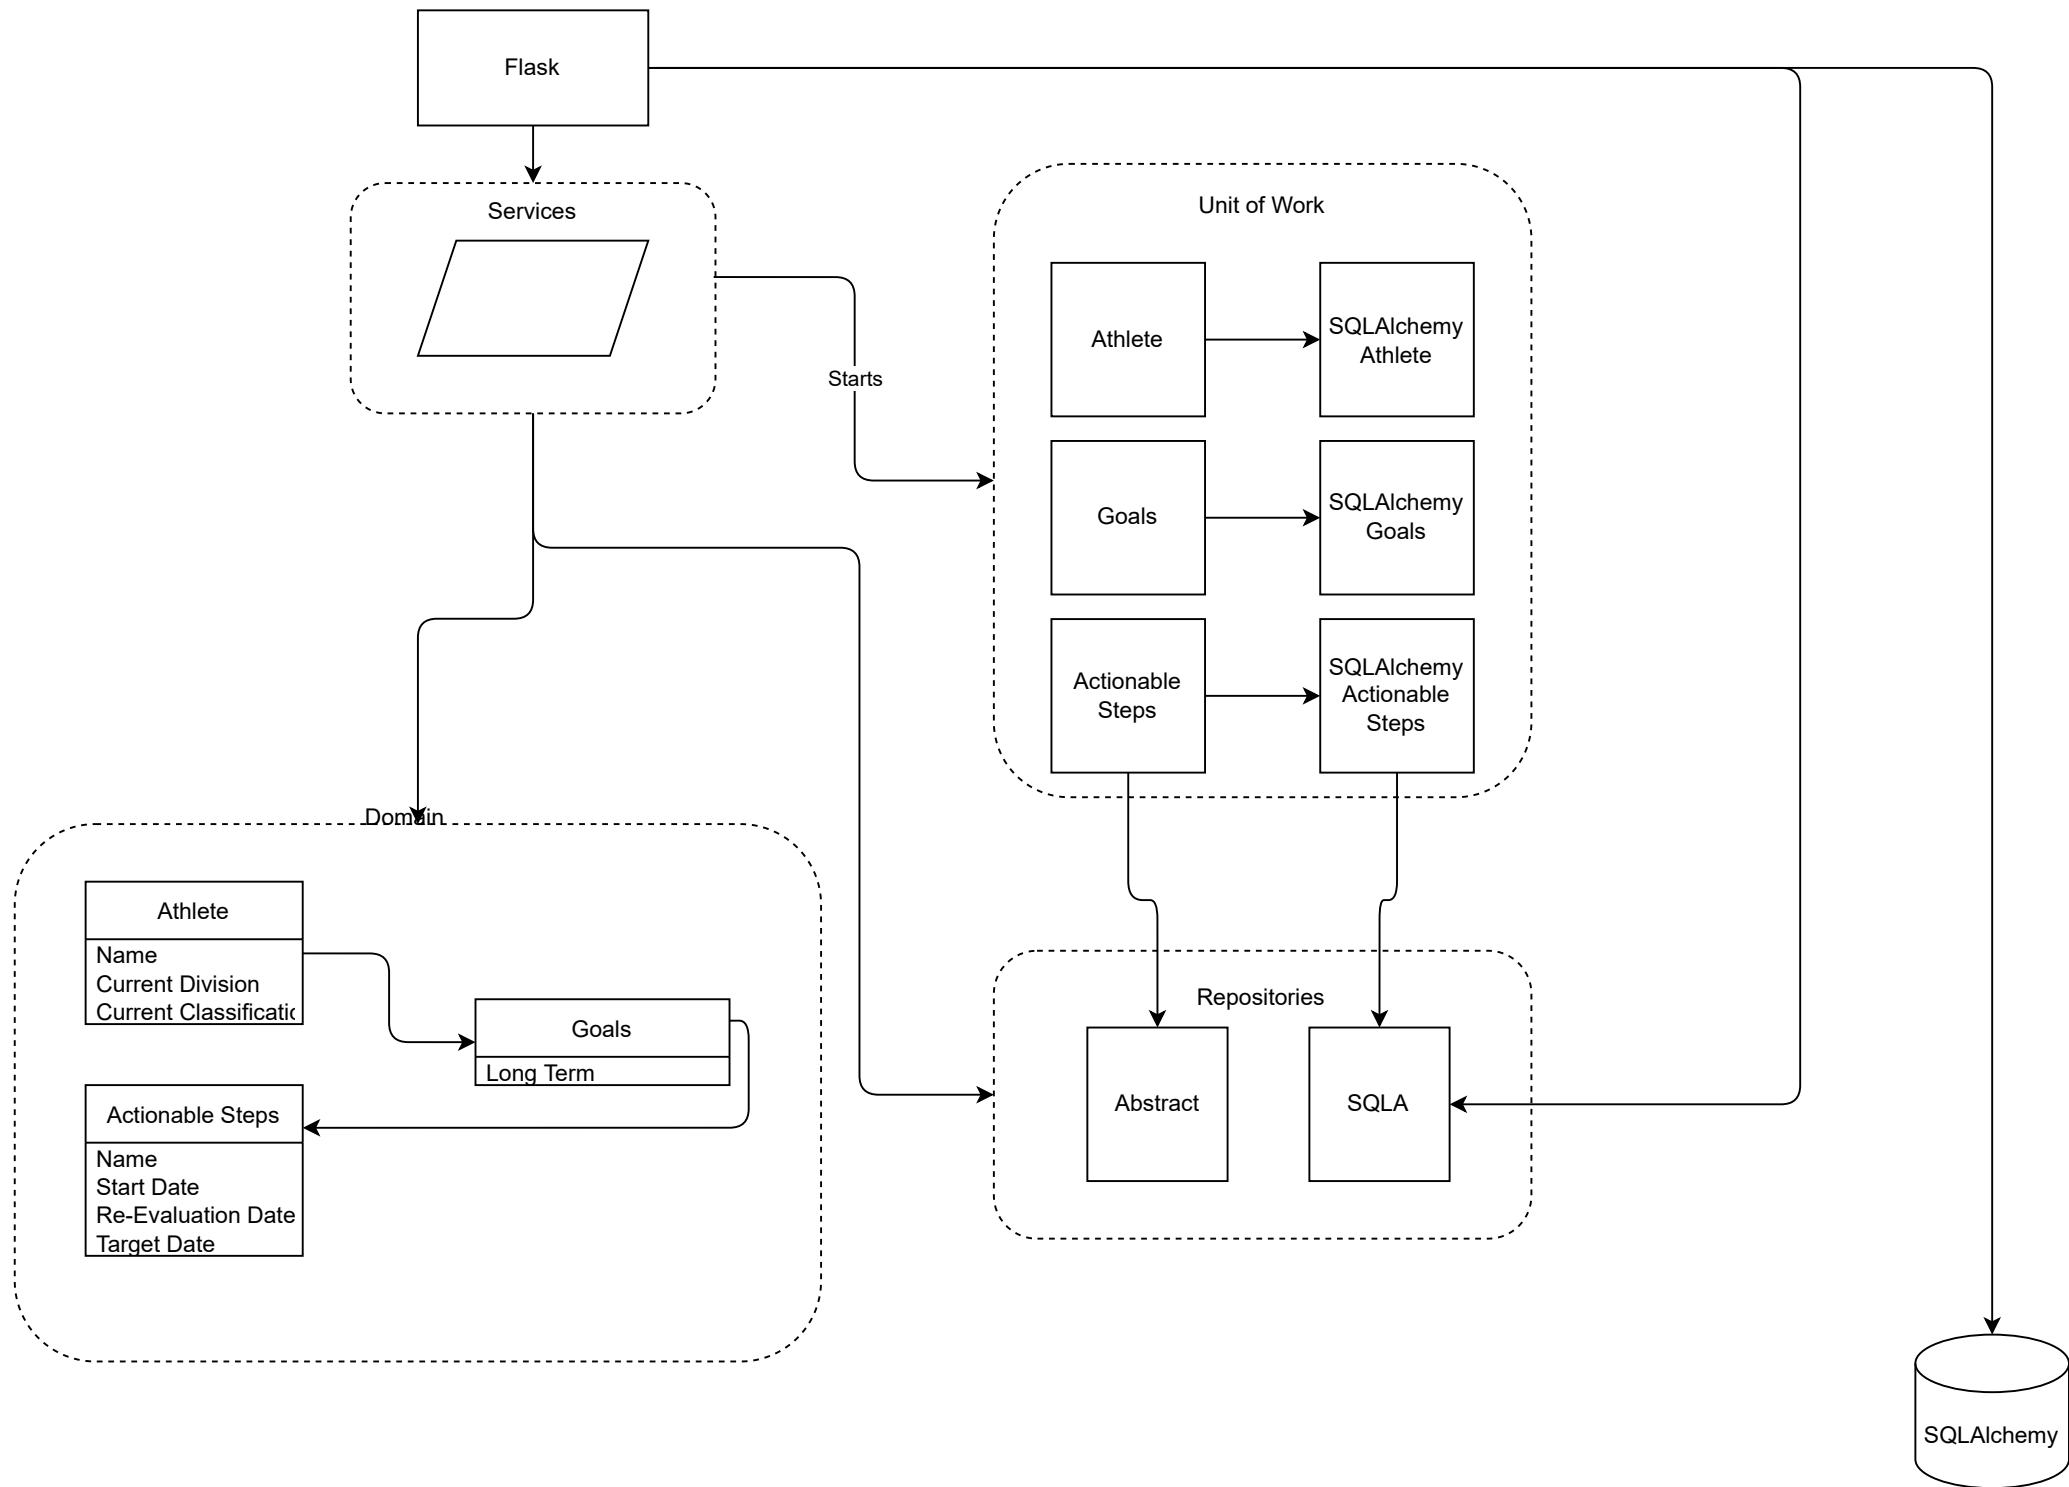 Flask
Services
Unit of Work
Athlete
SQLAlchemy
Athlete
Starts
Goals
SQLAlchemy
Goals
Actionable
Steps
SQLAlchemy
Actionable
Steps
Domain
Athlete
Name
Current Division
Current Classificatic
Goals
Long Term
Actionable Steps
Name
Start Date
Re-Evaluation Date
Target Date
Repositories
Abstract
SQLA
SQLAlchemy